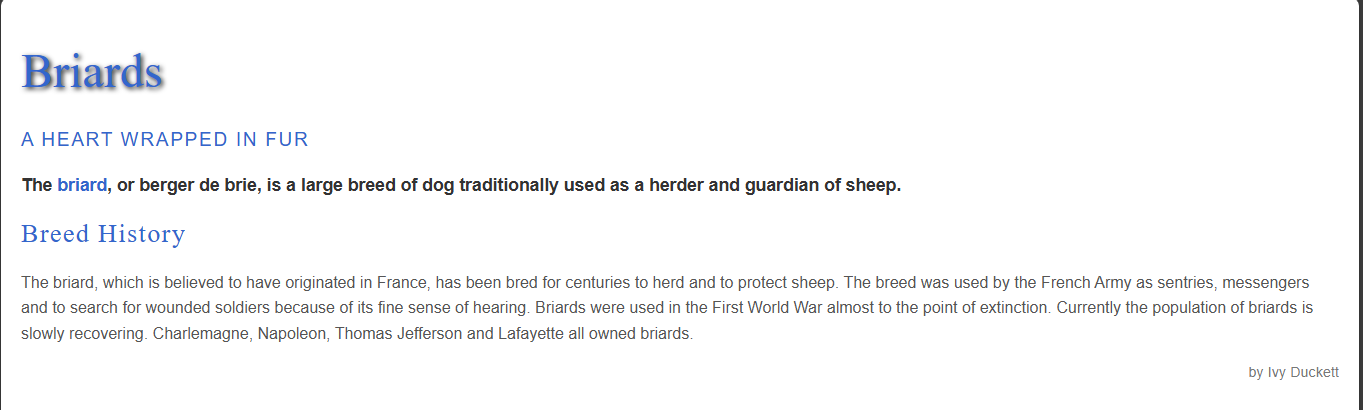 Briards
A HEART WRAPPED IN FUR
The briard, or berger de brie, is a large breed of dog traditionally used as a herder and guardian of sheep.
Breed History
The briard, which is believed to have originated in France, has been bred for centuries to herd and to protect sheep. The breed was used by the French Army as sentries, messengers
and to search for wounded soldiers because of its fine sense of hearing. Briards were used in the First World War almost to the point of extinction. Currently the population of briards is
slowly recovering. Charlemagne, Napoleon, Thomas Jefferson and Lafayette all owned briards.
by Ivy Duckett